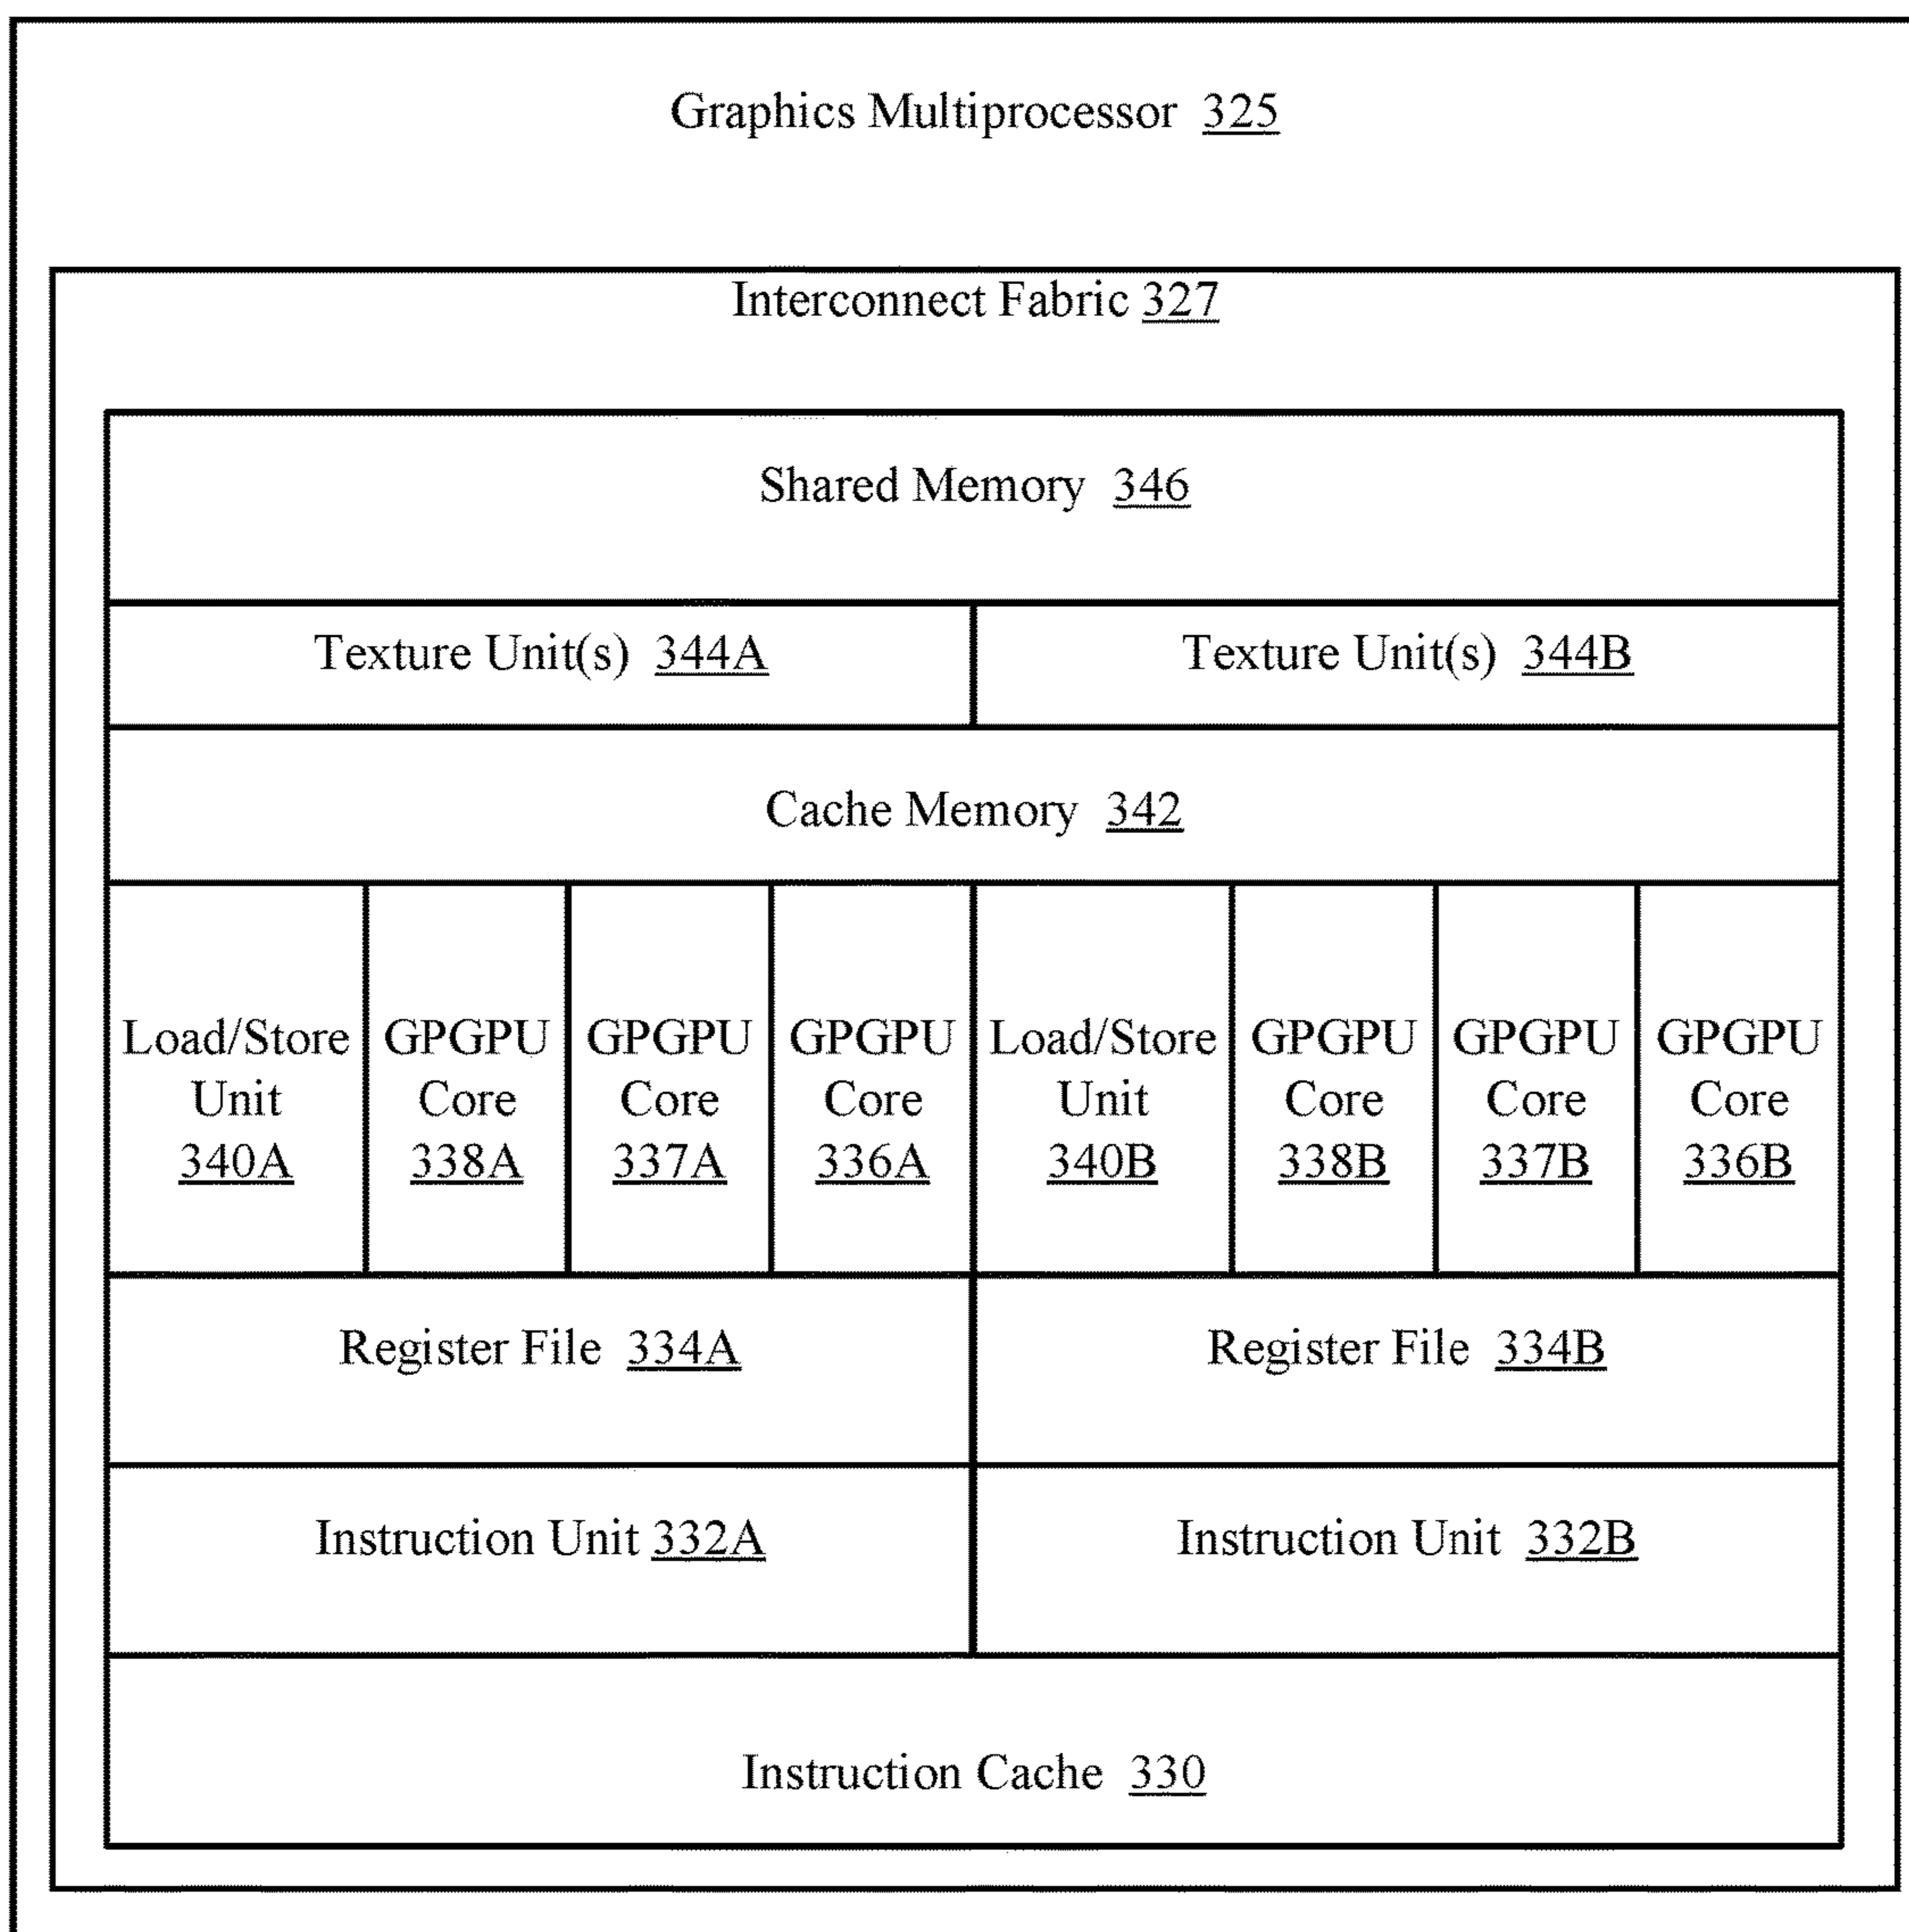 Graphics Multiprocessor 325
Interconnect Fabric 327
Shared Memory 346
Texture Unit(s) 344A
Texture Unit(s) 344B
Cache Memory 342
Load/Store
Unit
340A
GPGPU
Core
338A
GPGPU
Core
337A
GPGPU
Core
336A
Load/Store
Unit
340B
GPGPU
Core
338B
GPGPU
Core
337B
GPGPU
Core
336B
Register File 334A
Register File 334B
Instruction Unit 332A
Instruction Unit 332B
Instruction Cache 330